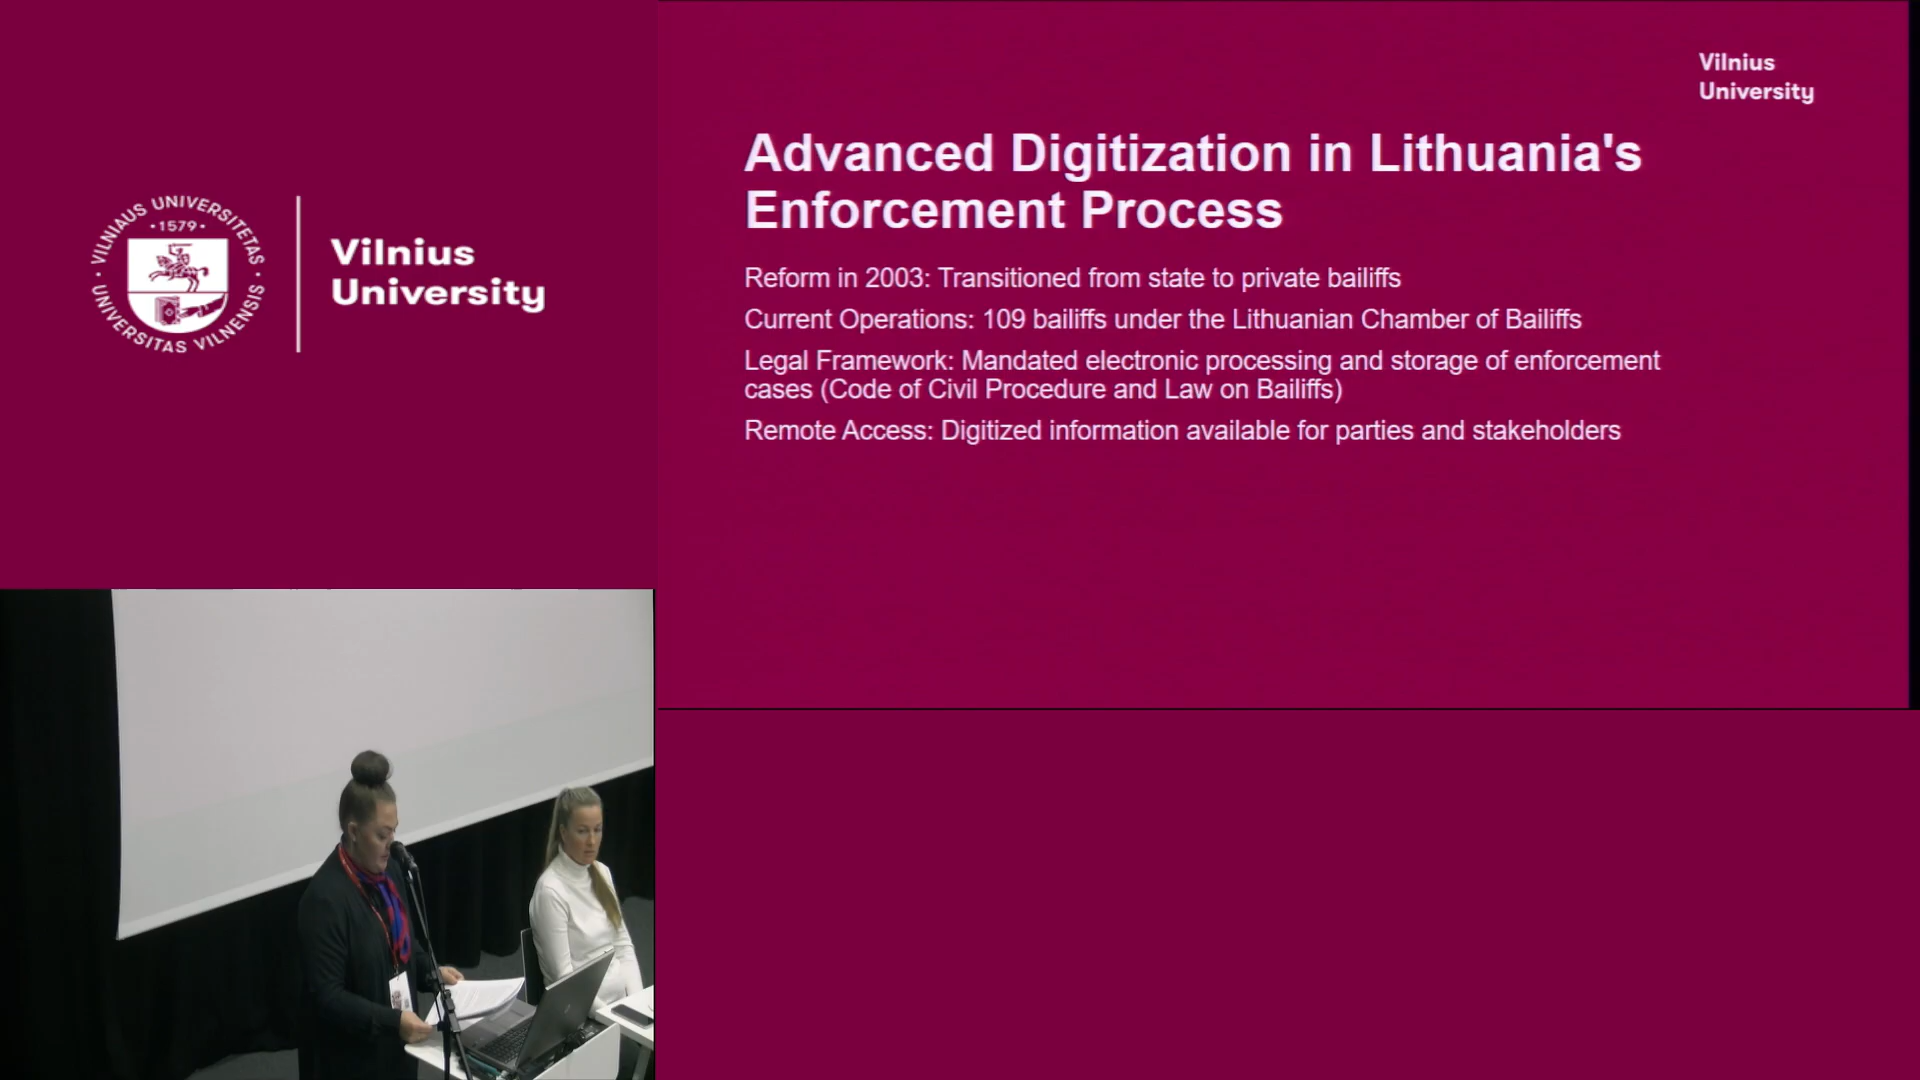 VILNIAUS UNIVERSITETAS
1579
UNIVERSITAS VILNENSIS
Vilnius
University
Vilnius
University
Advanced Digitization in Lithuania's
Enforcement Process
Reform in 2003: Transitioned from state to private bailiffs
Current Operations: 109 bailiffs under the Lithuanian Chamber of Bailiffs
Legal Framework: Mandated electronic processing and storage of enforcement
cases (Code of Civil Procedure and Law on Bailiffs)
Remote Access: Digitized information available for parties and stakeholders